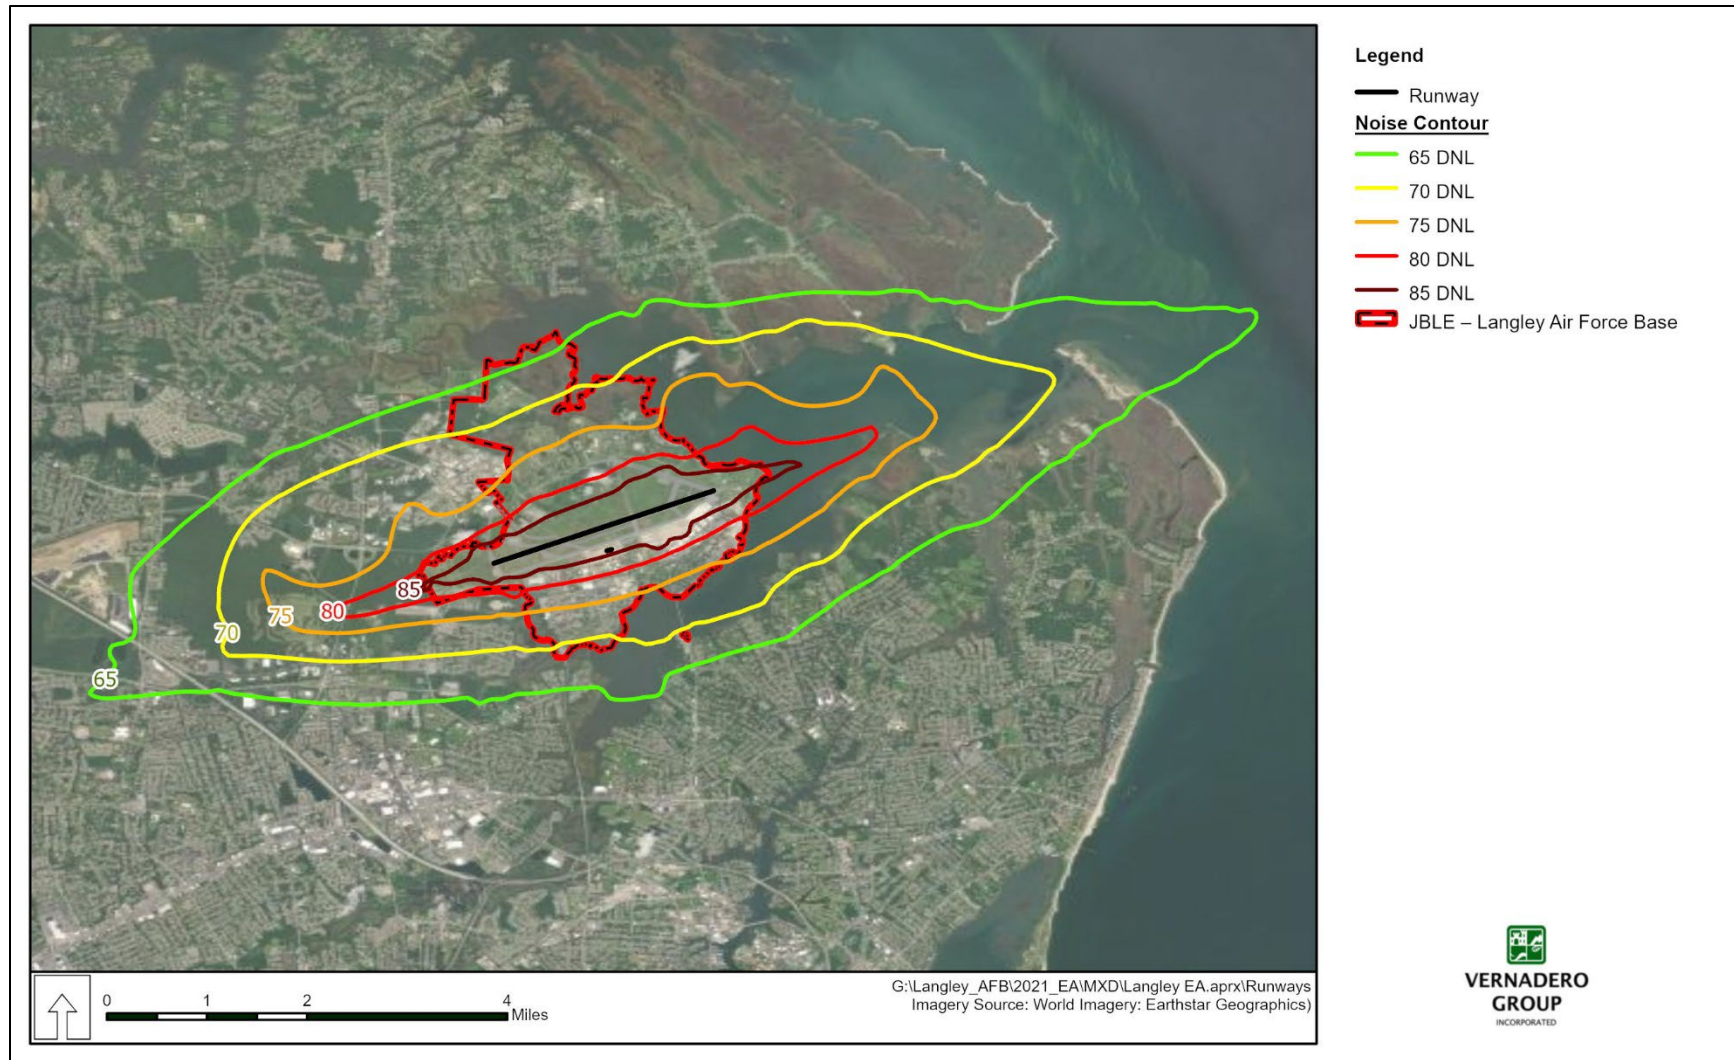 Legend
Runway
Noise Contour
65 DNL
70 DNL
75 DNL
80 DNL
85 DNL
JBLE – Langley Air Force Base
85
80
75
70
65
0 1 2 4
Miles
G:\Langley_AFB\2021_EA\MXD\Langley EA.aprx\Runways
Imagery Source: World Imagery: Earthstar Geographics)
VERNADERO
GROUP
INCORPORATED